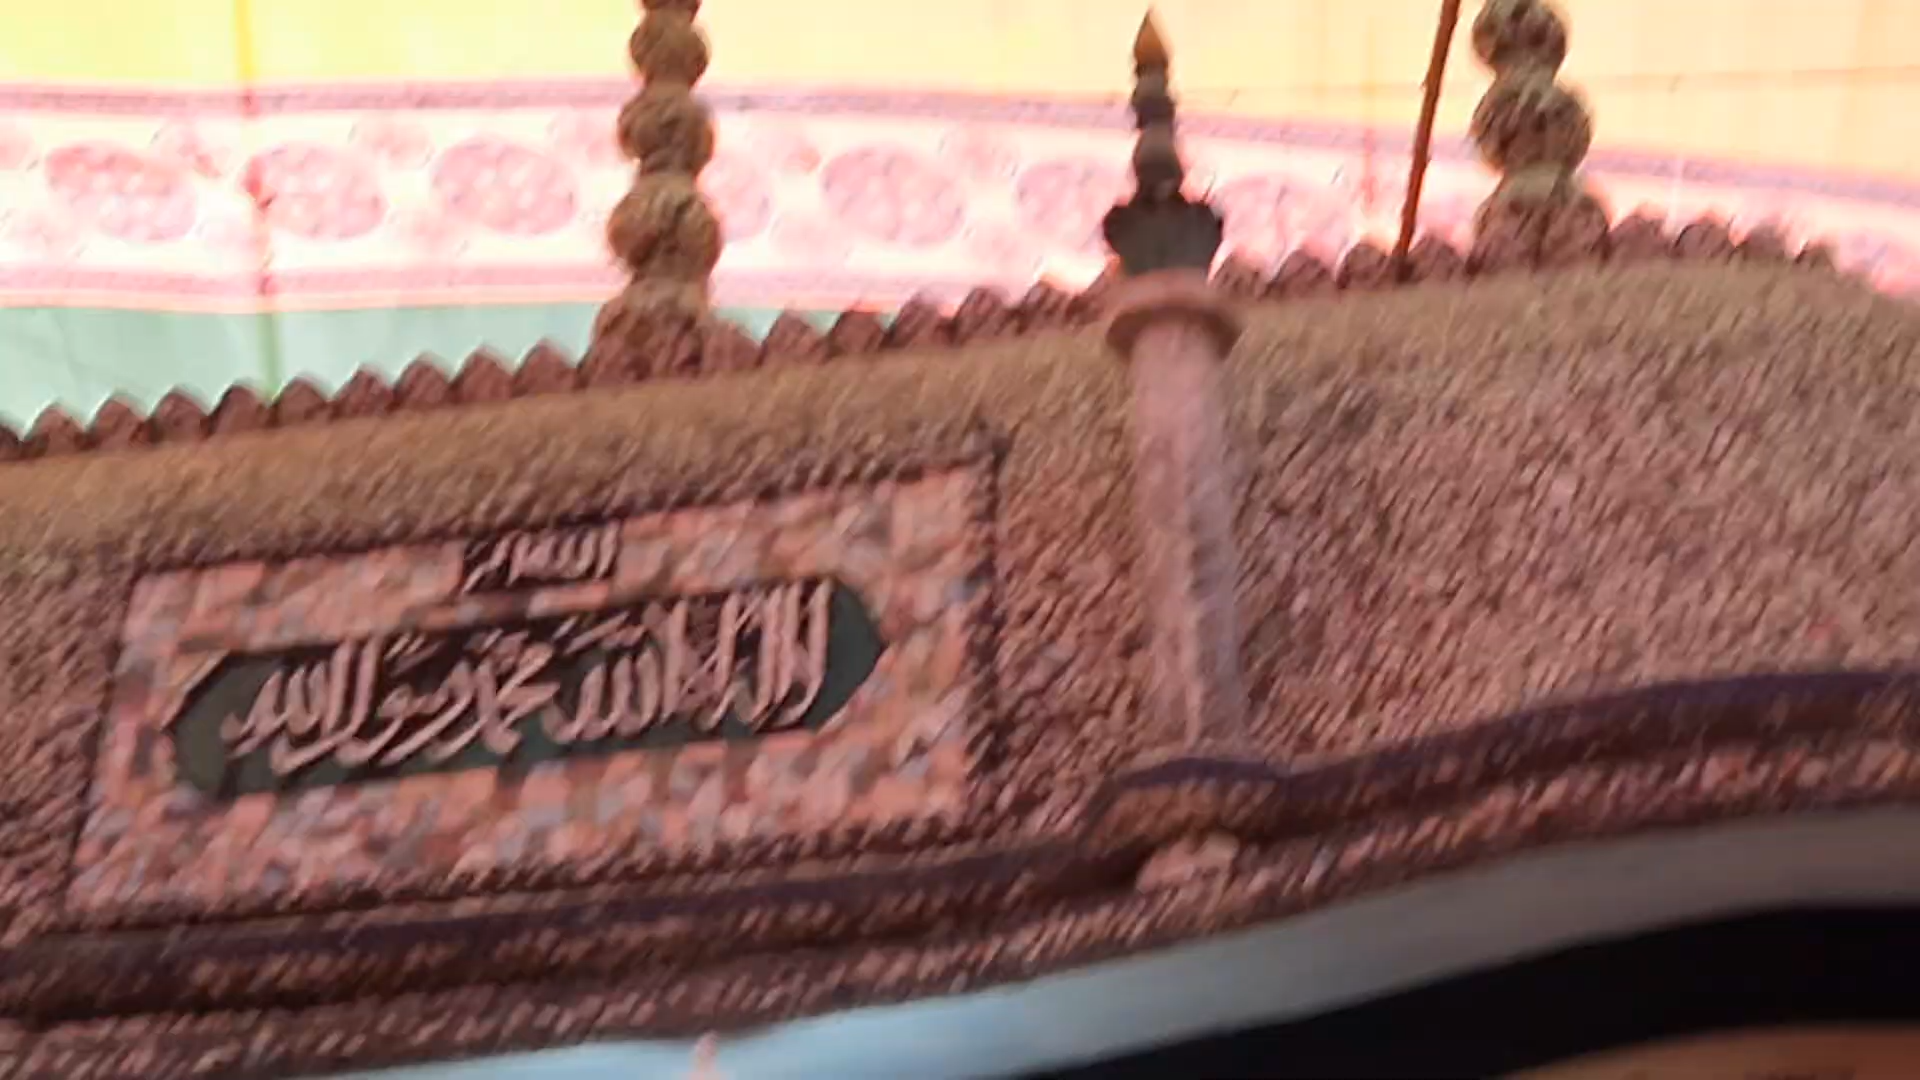 لا اله الا الله محمد رسول الله